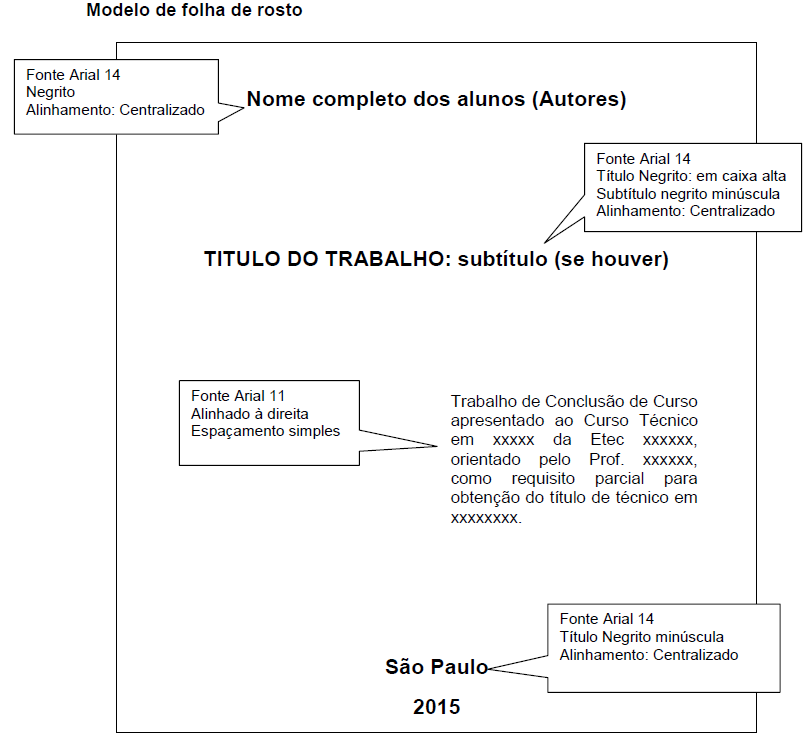 Modelo de folha de rosto
Fonte Arial 14
Negrito
Alinhamento: Centralizado
Nome completo dos alunos (Autores)
Fonte Arial 14
Título Negrito: em caixa alta
Subtítulo negrito minúscula
Alinhamento: Centralizado
TITULO DO TRABALHO: subtítulo (se houver)
Fonte Arial 11
Alinhado à direita
Espaçamento simples
Trabalho de Conclusão de Curso
apresentado ao Curso Técnico
em xxxxx da Etec xxxxxx,
orientado pelo Prof. xxxxxx,
como requisito parcial para
obtenção do título de técnico em
xxxxxxxx.
Fonte Arial 14
Título Negrito minúscula
Alinhamento: Centralizado
São Paulo
2015